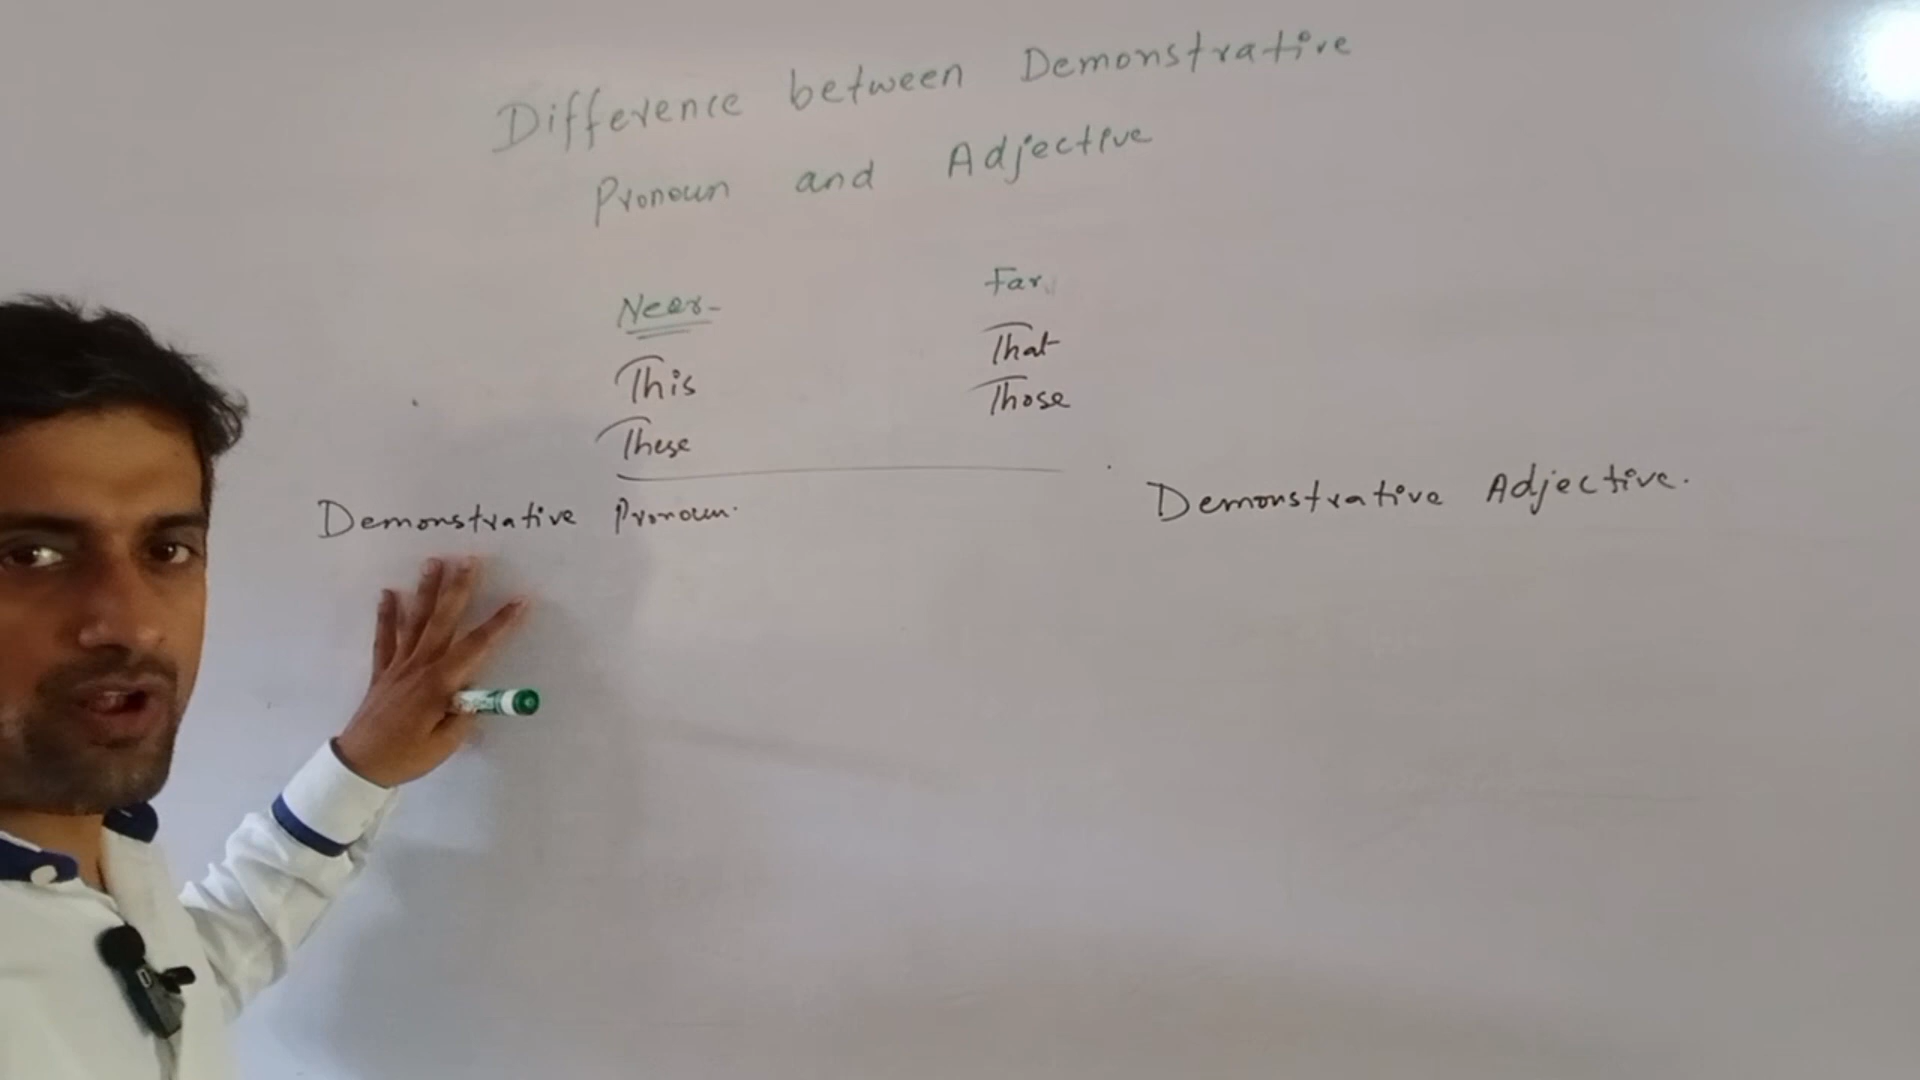 Difference between Demonstrative
Pronoun and Adjective
Near
Far
This
That
These
Those
Demonstrative Pronoun.
Demonstrative Adjective.